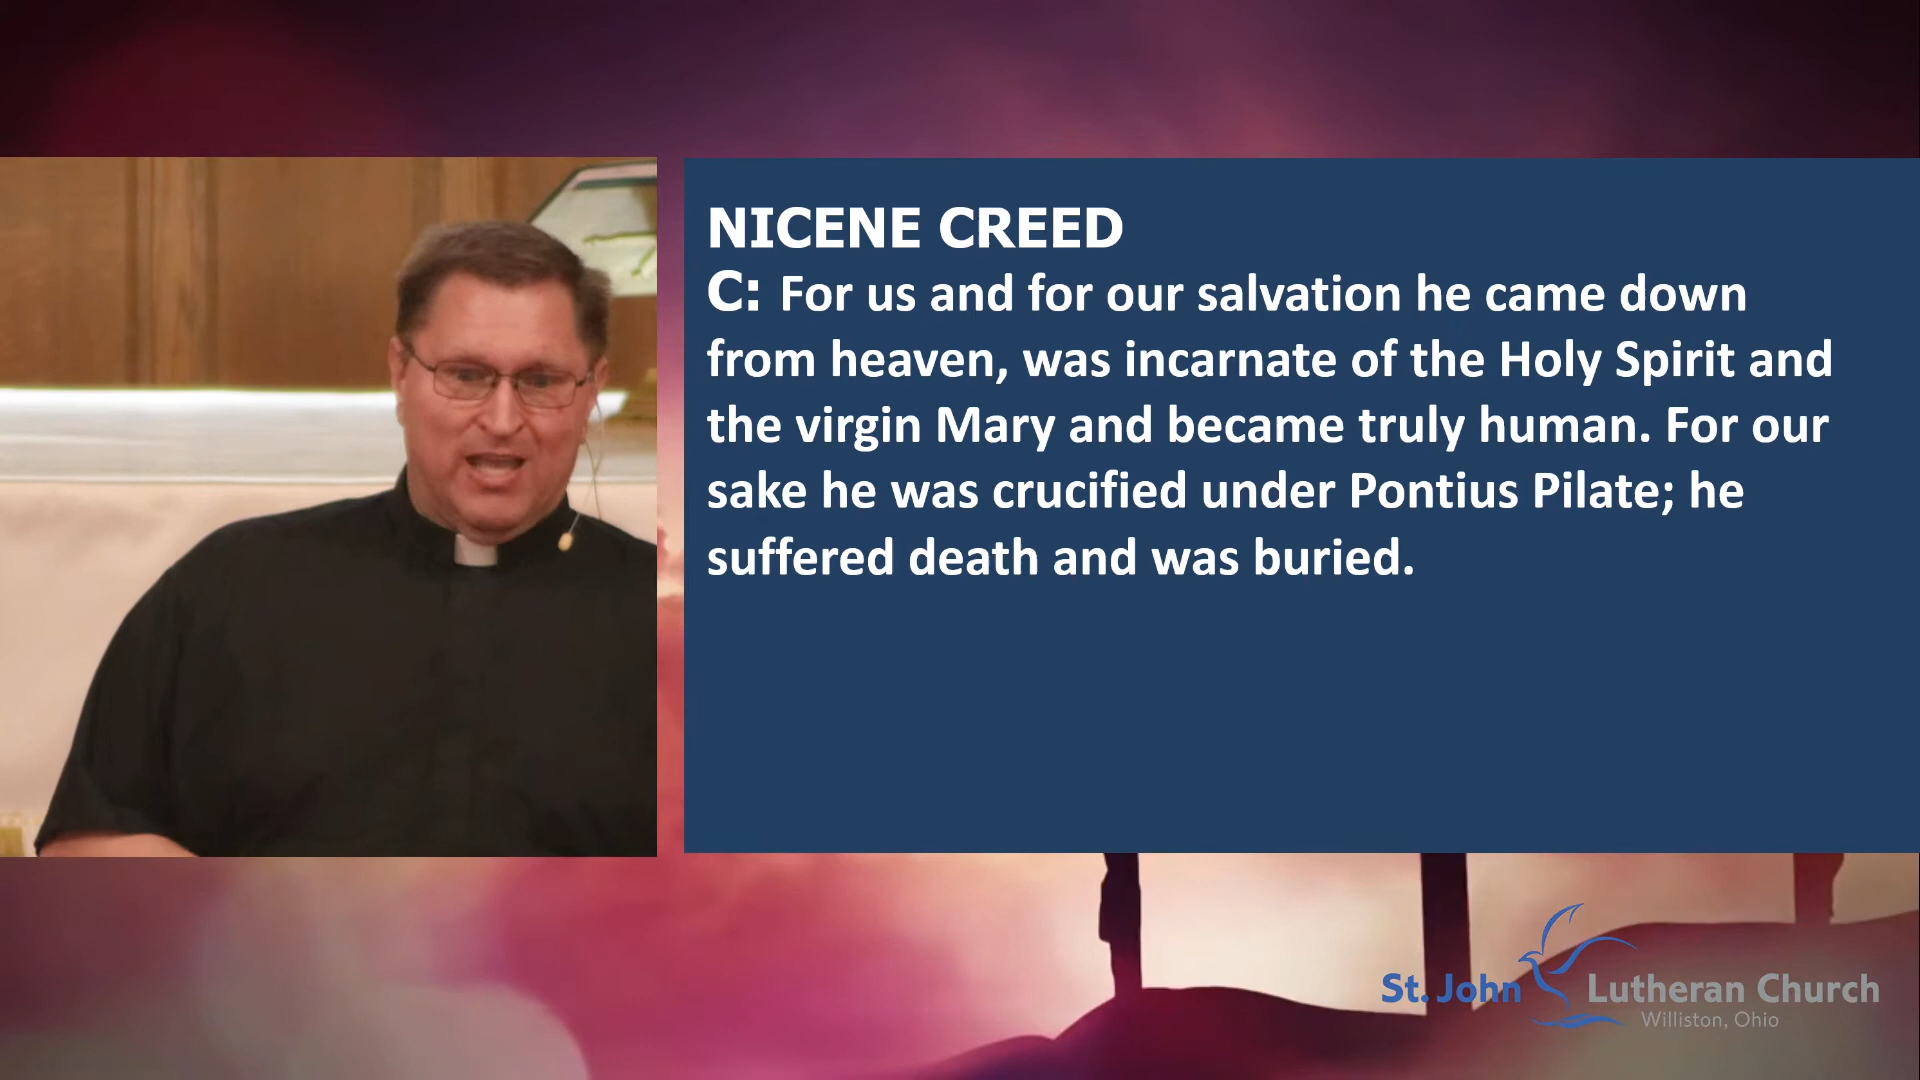 NICENE CREED
C: For us and for our salvation he came down
from heaven, was incarnate of the Holy Spirit and
the virgin Mary and became truly human. For our
sake he was crucified under Pontius Pilate; he
suffered death and was buried.
St. John Lutheran Church
Williston, Ohio